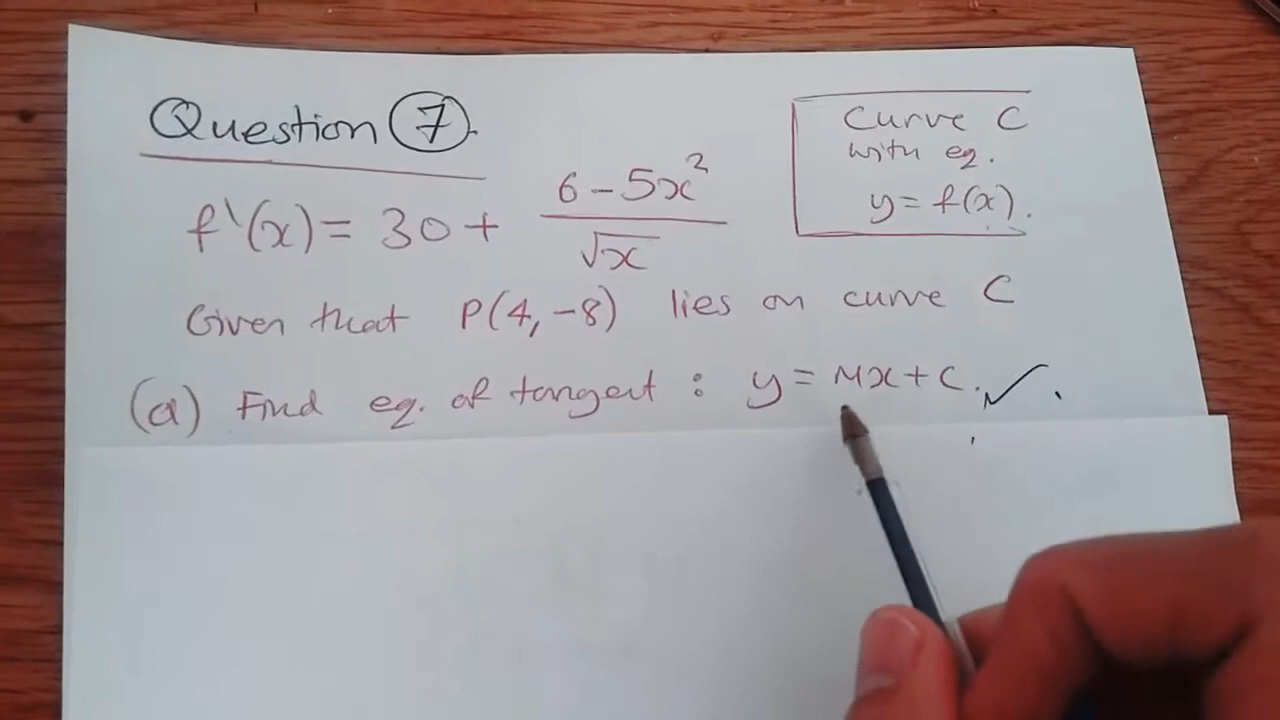 Question 7.
Curve C
with eq.
y = f(x).
f'(x) = 30 + (6 - 5x²)/√x
Given that P(4, -8) lies on curve C
(a) Find eq. of tangent : y = Mx + C. ✓.